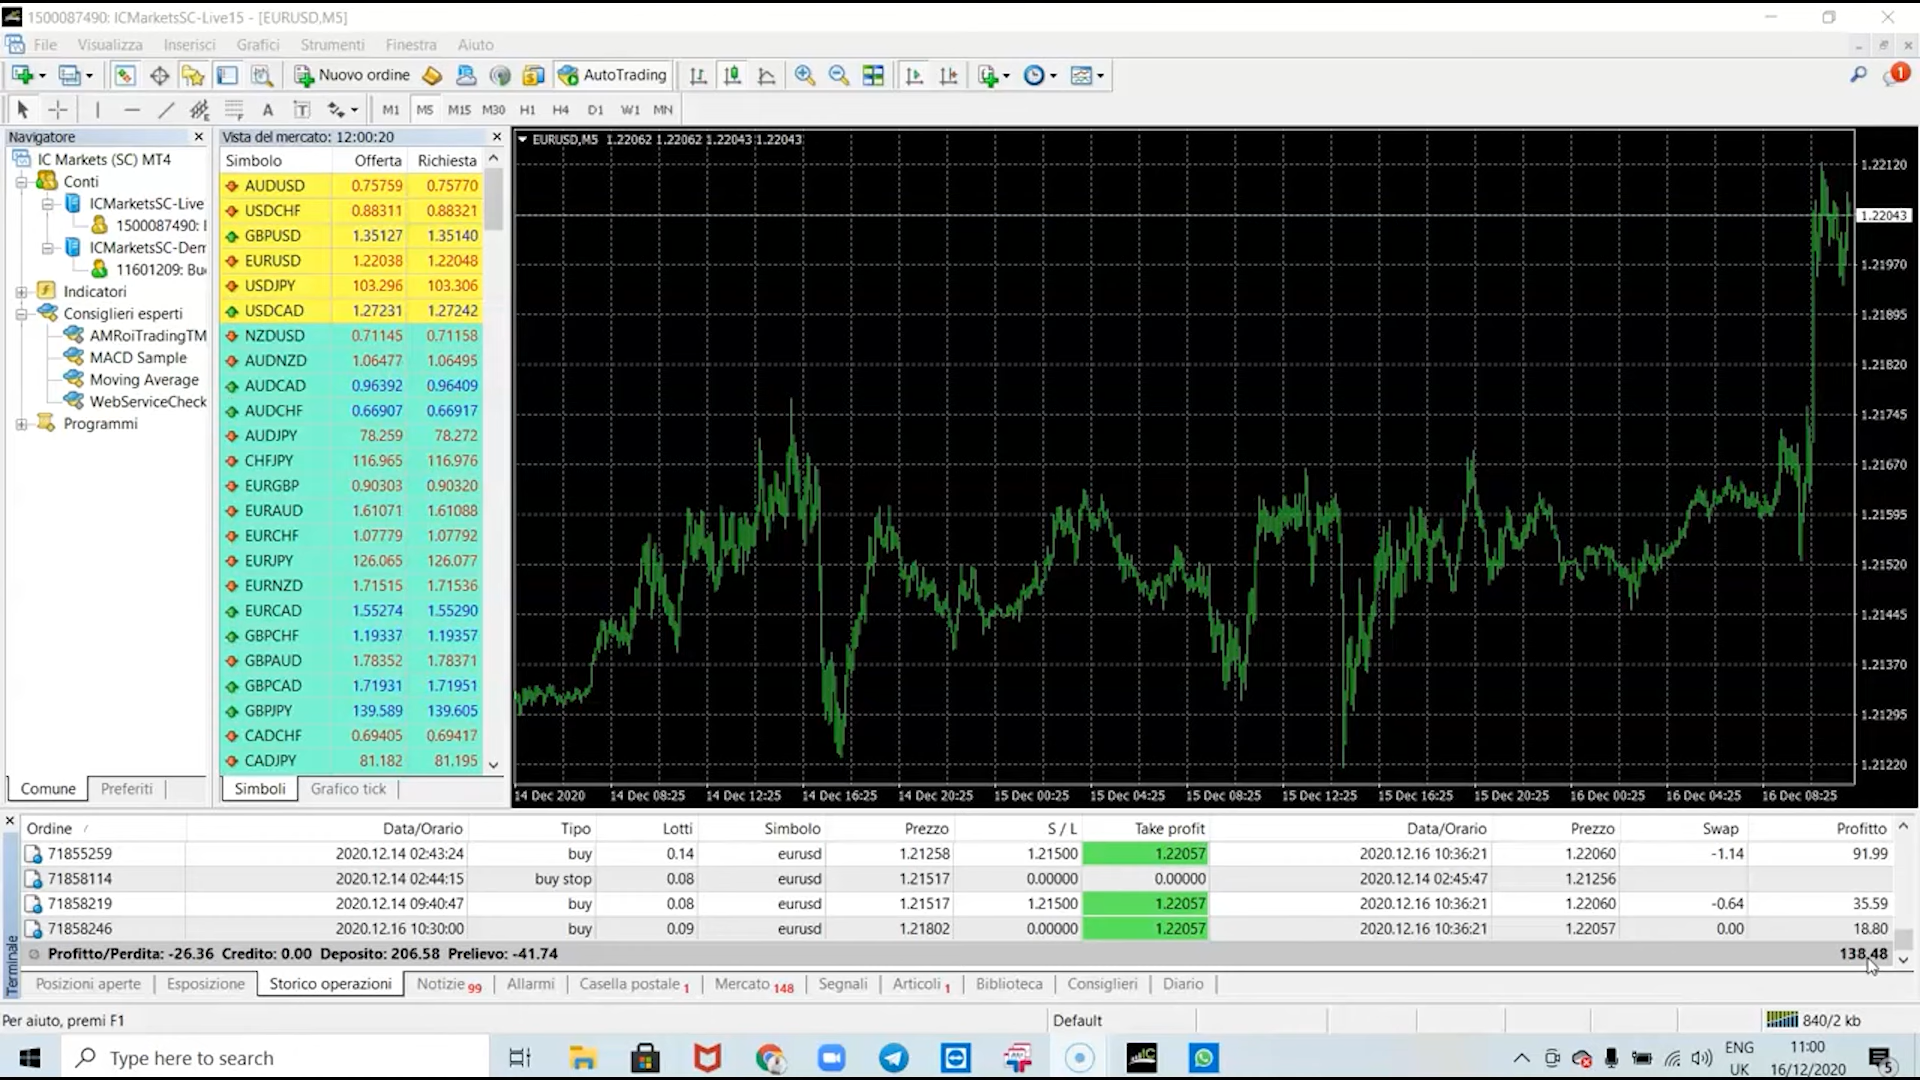 1500087490: ICMarketsSC-Live15 - [EURUSD,M5]
File Visualizza Inserisci Grafici Strumenti Finestra Aiuto
Nuovo ordine AutoTrading 1
A T M1 M5 M15 M30 H1 H4 D1 W1 MN
Navigatore
IC Markets (SC) MT4
Conti
ICMarketsSC-Live
1500087490: I
ICMarketsSC-Dem
11601209: Bu
Indicatori
Consiglieri esperti
AMRoiTradingTM
MACD Sample
Moving Average
WebServiceCheck
Programmi
Comune Preferiti
Vista del mercato: 12:00:20
Simbolo Offerta Richiesta
AUDUSD 0.75759 0.75770
USDCHF 0.88311 0.88321
GBPUSD 1.35127 1.35140
EURUSD 1.22038 1.22048
USDJPY 103.296 103.306
USDCAD 1.27231 1.27242
NZDUSD 0.71145 0.71158
AUDNZD 1.06477 1.06495
AUDCAD 0.96392 0.96409
AUDCHF 0.66907 0.66917
AUDJPY 78.259 78.272
CHFJPY 116.965 116.976
EURGBP 0.90303 0.90320
EURAUD 1.61071 1.61088
EURCHF 1.07779 1.07792
EURJPY 126.065 126.077
EURNZD 1.71515 1.71536
EURCAD 1.55274 1.55290
GBPCHF 1.19337 1.19357
GBPAUD 1.78352 1.78371
GBPCAD 1.71931 1.71951
GBPJPY 139.589 139.605
CADCHF 0.69405 0.69417
CADJPY 81.182 81.195
Simboli Grafico tick
EURUSD,M5 1.22062 1.22062 1.22043 1.22043
1.22120
1.22043
1.21970
1.21895
1.21820
1.21745
1.21670
1.21595
1.21520
1.21445
1.21370
1.21295
1.21220
14 Dec 2020 14 Dec 08:25 14 Dec 12:25 14 Dec 16:25 14 Dec 20:25 15 Dec 00:25 15 Dec 04:25 15 Dec 08:25 15 Dec 12:25 15 Dec 16:25 15 Dec 20:25 16 Dec 00:25 16 Dec 04:25 16 Dec 08:25
Ordine / Data/Orario Tipo Lotti Simbolo Prezzo S / L Take profit Data/Orario Prezzo Swap Profitto
71855259 2020.12.14 02:43:24 buy 0.14 eurusd 1.21258 1.21500 1.22057 2020.12.16 10:36:21 1.22060 -1.14 91.99
71858114 2020.12.14 02:44:15 buy stop 0.08 eurusd 1.21517 0.00000 0.00000 2020.12.14 02:45:47 1.21256
71858219 2020.12.14 09:40:47 buy 0.08 eurusd 1.21517 1.21500 1.22057 2020.12.16 10:36:21 1.22060 -0.64 35.59
71858246 2020.12.16 10:30:00 buy 0.09 eurusd 1.21802 0.00000 1.22057 2020.12.16 10:36:21 1.22057 0.00 18.80
Profitto/Perdita: -26.36 Credito: 0.00 Deposito: 206.58 Prelievo: -41.74 138.48
Terminale
Posizioni aperte Esposizione Storico operazioni Notizie 99 Allarmi Casella postale 1 Mercato 148 Segnali Articoli 1 Biblioteca Consiglieri Diario
Per aiuto, premi F1 Default 840/2 kb
Type here to search
IC
ENG
UK
11:00
16/12/2020
5